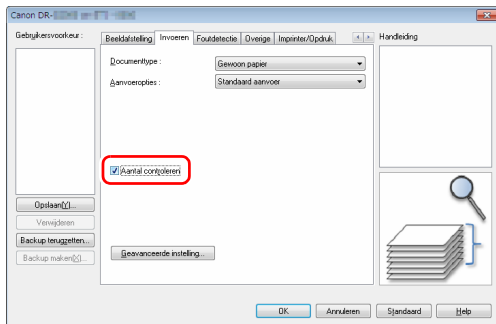 Canon DR-
Gebruikersvoorkeur :
Beeldafstelling Invoeren Foutdetectie Overige Imprinter/Opdruk
Handleiding
Documenttype : Gewoon papier
Aanvoeropties : Standaard aanvoer
Aantal controleren
Opslaan(Y)...
Verwijderen
Backup terugzetten...
Backup maken(X)...
Geavanceerde instelling...
OK Annuleren Standaard Help